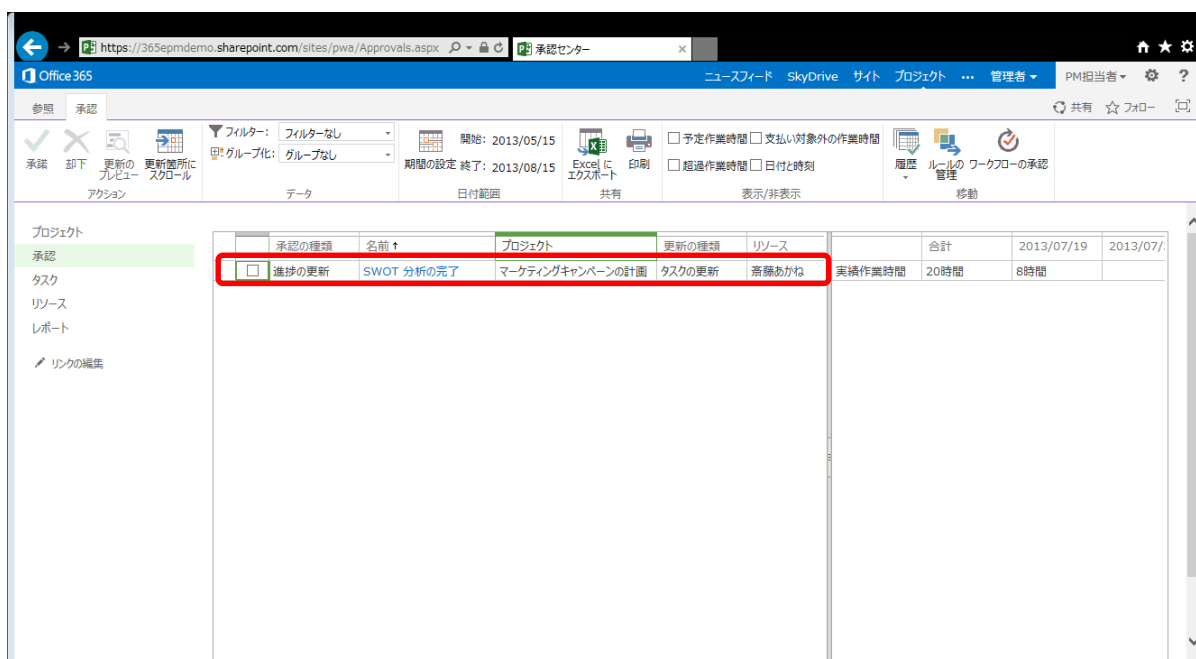 https://365epmdemo.sharepoint.com/sites/pwa/Approvals.aspx 承認センター
Office 365 ニュースフィード SkyDrive サイト プロジェクト ... 管理者 PM担当者 ?
参照 承認 共有 フォロー
承諾 却下 更新の プレビュー 更新箇所に スクロール
アクション
フィルター: フィルターなし
グループ化: グループなし
データ
期間の設定 開始: 2013/05/15
終了: 2013/08/15
日付範囲
Excel に エクスポート 印刷
共有
予定作業時間 支払い対象外の作業時間
超過作業時間 日付と時刻
表示/非表示
履歴 ルールの 管理 ワークフローの承認
移動
プロジェクト
承認
タスク
リソース
レポート
リンクの編集
承認の種類 名前↑ プロジェクト 更新の種類 リソース 合計 2013/07/19 2013/07/
進捗の更新 SWOT 分析の完了 マーケティングキャンペーンの計画 タスクの更新 斎藤あかね 実績作業時間 20時間 8時間